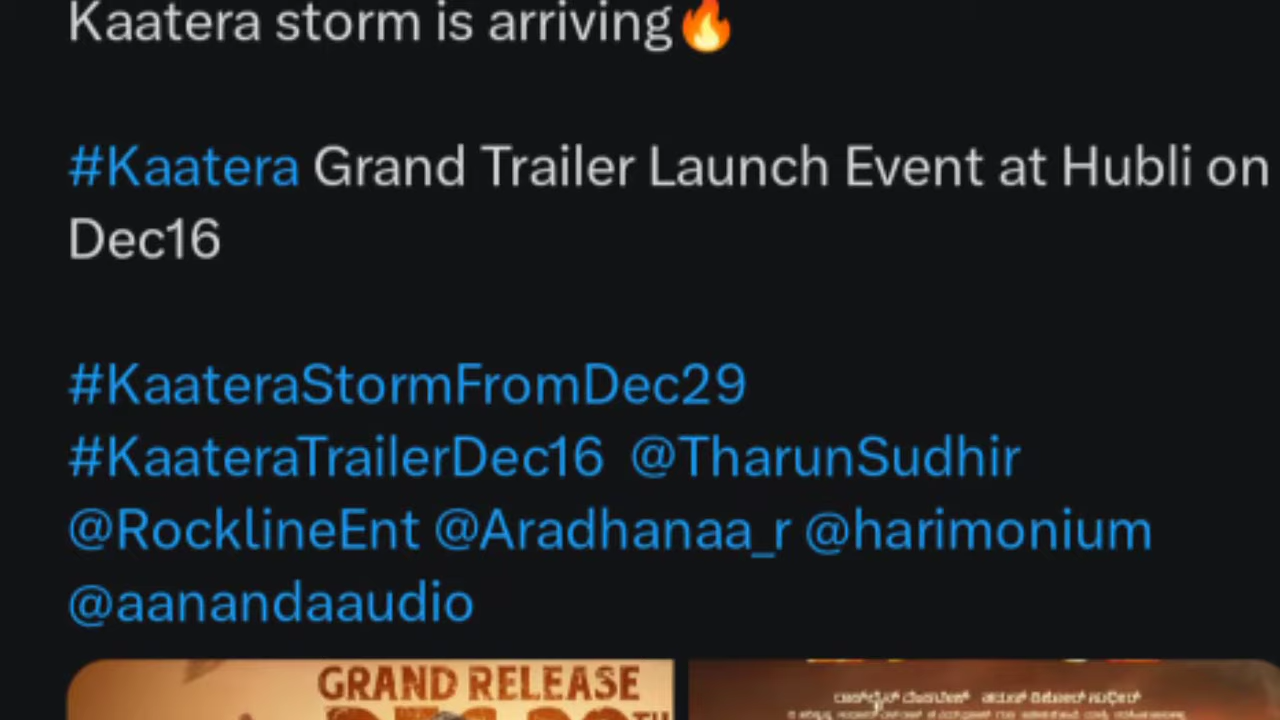 Kaatera storm is arriving🔥
#Kaatera Grand Trailer Launch Event at Hubli on
Dec16
#KaateraStormFromDec29
#KaateraTrailerDec16 @TharunSudhir
@RocklineEnt @Aradhanaa_r @harimonium
@aanandaaudio
GRAND RELEASE